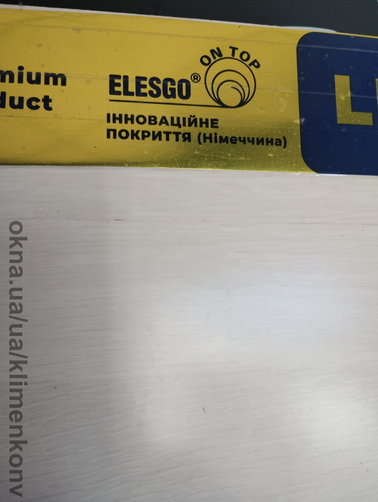 ON TOP
mium
duct
ELESGO®
ІННОВАЦІЙНЕ
ПОКРИТТЯ (Німеччина)
okna.ua/ua/klimenkonv